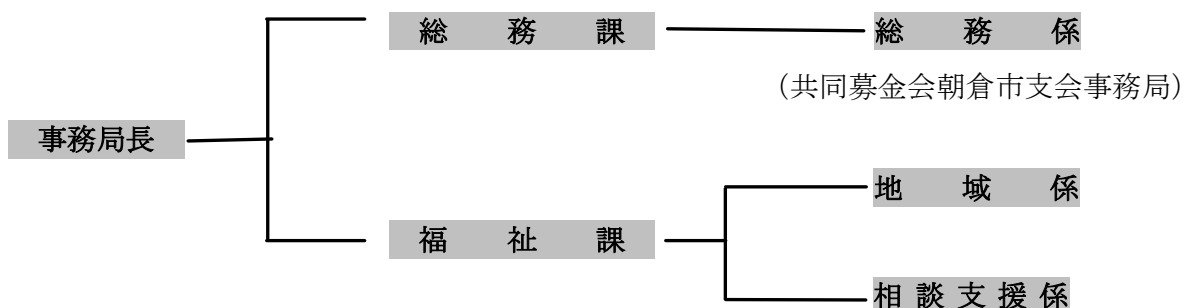 総務課
総務係
（共同募金会朝倉市支会事務局）
事務局長
地域係
福祉課
相談支援係